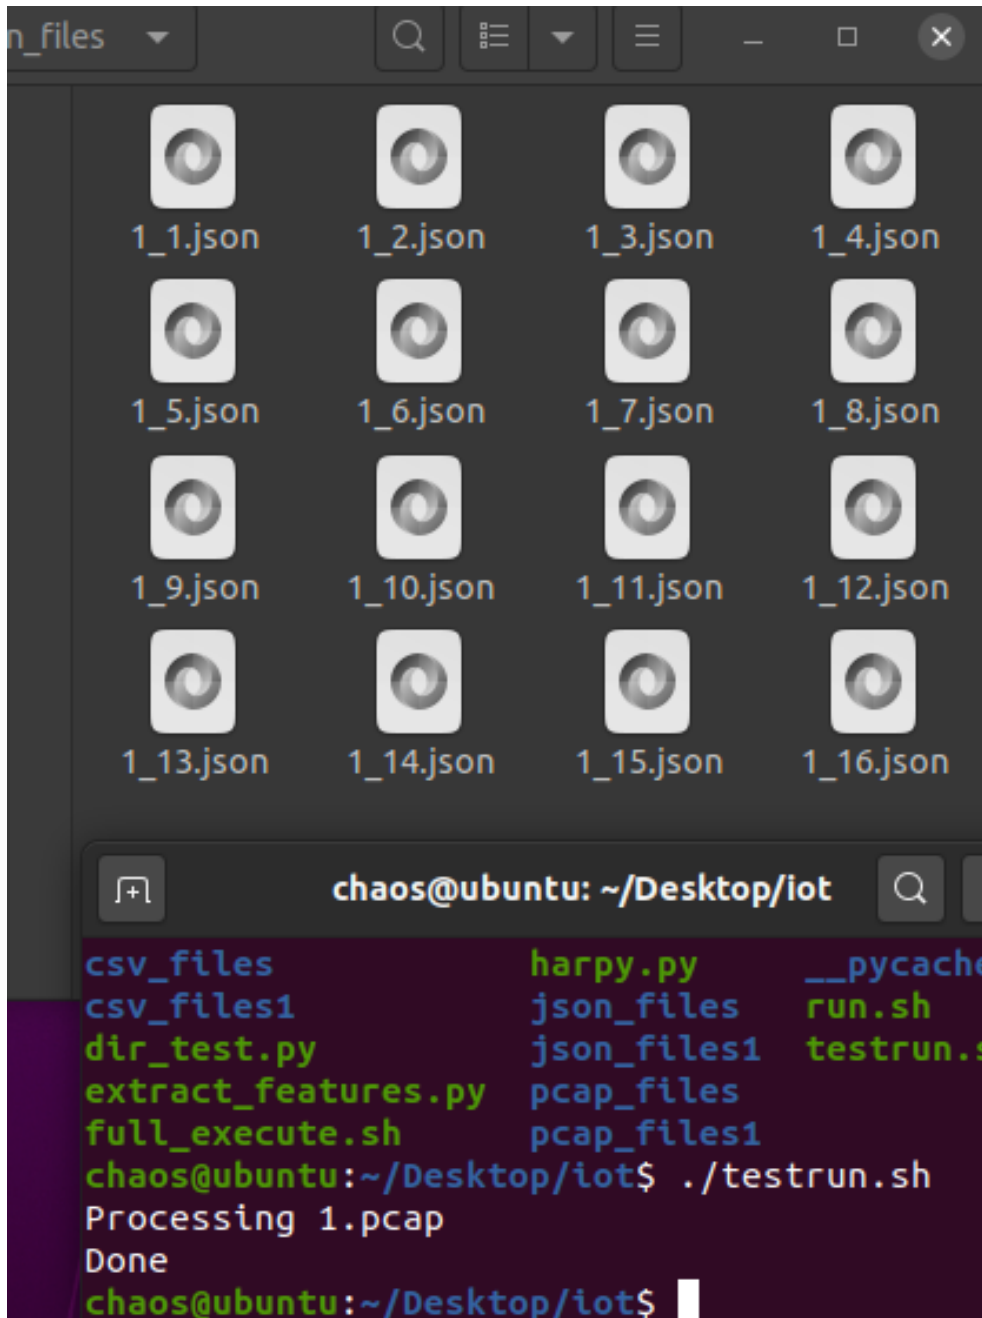 n_files
1_1.json 1_2.json 1_3.json 1_4.json
1_5.json 1_6.json 1_7.json 1_8.json
1_9.json 1_10.json 1_11.json 1_12.json
1_13.json 1_14.json 1_15.json 1_16.json
chaos@ubuntu: ~/Desktop/iot
csv_files harpy.py __pycache
csv_files1 json_files run.sh
dir_test.py json_files1 testrun.s
extract_features.py pcap_files
full_execute.sh pcap_files1
chaos@ubuntu:~/Desktop/iot$ ./testrun.sh
Processing 1.pcap
Done
chaos@ubuntu:~/Desktop/iot$